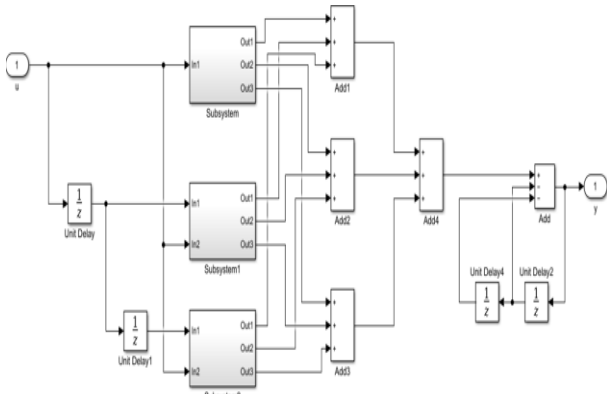 1
u
In1
Out1
Out2
Out3
Subsystem
+
+
+
Add1
1
z
Unit Delay
In1
In2
Out1
Out2
Out3
Subsystem1
+
+
+
Add2
+
+
+
Add4
+
−
−
Add
1
y
1
z
Unit Delay1
In1
In2
Out1
Out2
Out3
+
+
+
Add3
Unit Delay4
1
z
Unit Delay2
1
z